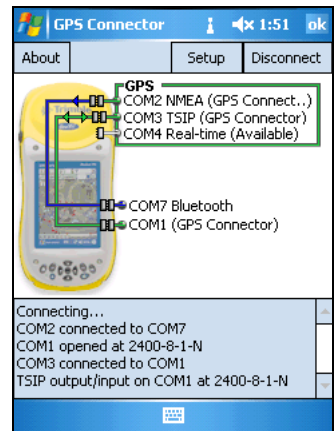 GPS Connector 1:51 ok
About Setup Disconnect
GPS
COM2 NMEA (GPS Connect..)
COM3 TSIP (GPS Connector)
COM4 Real-time (Available)
COM7 Bluetooth
COM1 (GPS Connector)
Connecting...
COM2 connected to COM7
COM1 opened at 2400-8-1-N
COM3 connected to COM1
TSIP output/input on COM1 at 2400-8-1-N